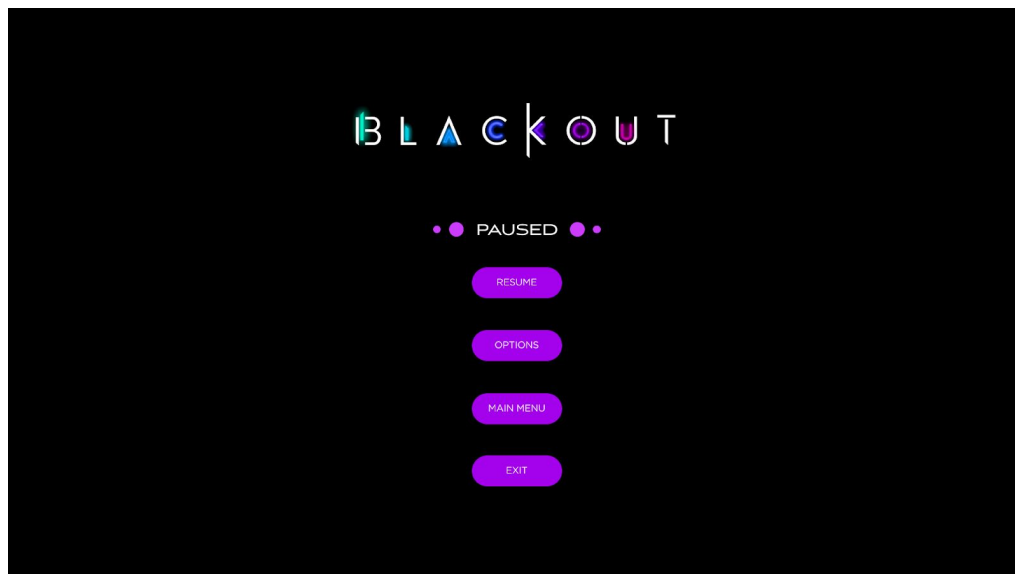 BLACKOUT
PAUSED
RESUME
OPTIONS
MAIN MENU
EXIT